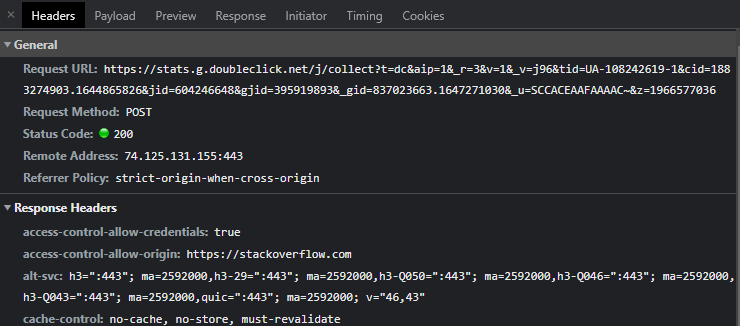 × Headers Payload Preview Response Initiator Timing Cookies
▼ General
Request URL: https://stats.g.doubleclick.net/j/collect?t=dc&aip=1&_r=3&v=1&_v=j96&tid=UA-108242619-1&cid=188
3274903.1644865826&jid=604246648&gjid=395919893&_gid=837023663.1647271030&_u=SCCACEAAFAAAAC~&z=1966577036
Request Method: POST
Status Code: 200
Remote Address: 74.125.131.155:443
Referrer Policy: strict-origin-when-cross-origin
▼ Response Headers
access-control-allow-credentials: true
access-control-allow-origin: https://stackoverflow.com
alt-svc: h3=":443"; ma=2592000,h3-29=":443"; ma=2592000,h3-Q050=":443"; ma=2592000,h3-Q046=":443"; ma=2592000,
h3-Q043=":443"; ma=2592000,quic=":443"; ma=2592000; v="46,43"
cache-control: no-cache, no-store, must-revalidate